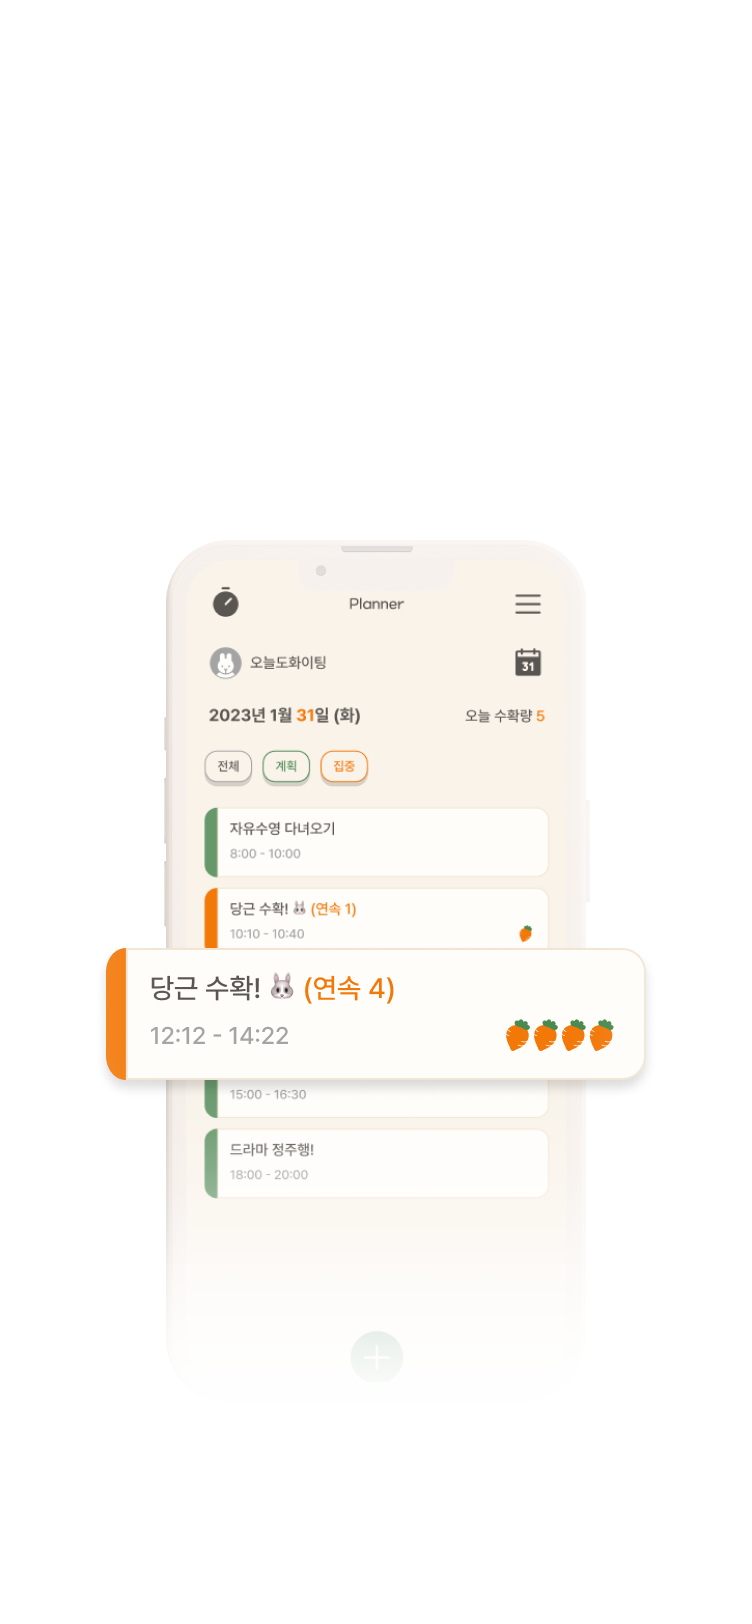 Planner
오늘도화이팅
31
2023년 1월 31일 (화)
오늘 수확량 5
전체
계획
집중
자유수영 다녀오기
8:00 - 10:00
당근 수확! (연속 1)
10:10 - 10:40
당근 수확! (연속 4)
12:12 - 14:22
15:00 - 16:30
드라마 정주행!
18:00 - 20:00